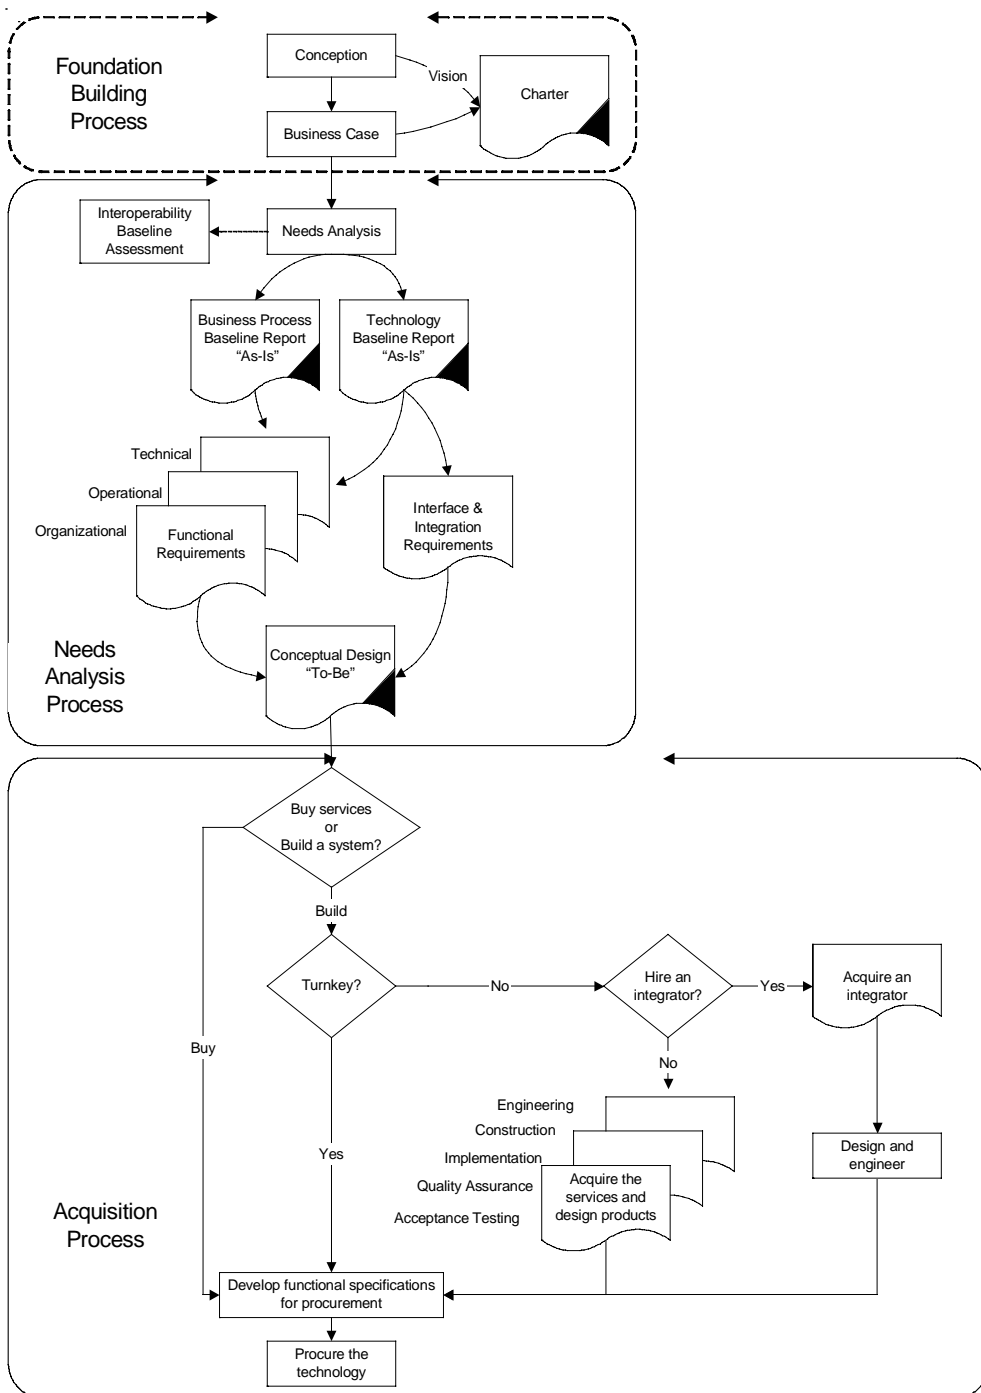 Foundation
Building
Process
Conception
Vision
Charter
Business Case
Interoperability
Baseline
Assessment
Needs Analysis
Business Process
Baseline Report
“As-Is”
Technology
Baseline Report
“As-Is”
Technical
Operational
Organizational
Functional
Requirements
Interface &
Integration
Requirements
Needs
Analysis
Process
Conceptual Design
“To-Be”
Buy services
or
Build a system?
Build
Turnkey?
No
Hire an
integrator?
Yes
Acquire an
integrator
Buy
No
Engineering
Construction
Implementation
Quality Assurance
Acceptance Testing
Acquire the
services and
design products
Design and
engineer
Yes
Acquisition
Process
Develop functional specifications
for procurement
Procure the
technology